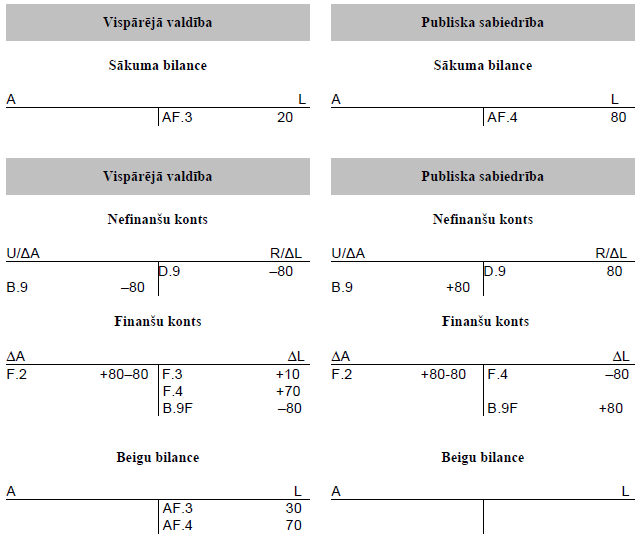 Vispārējā valdība Publiska sabiedrība
Sākuma bilance Sākuma bilance
A L A L
AF.3 20 AF.4 80
Vispārējā valdība Publiska sabiedrība
Nefinanšu konts Nefinanšu konts
U/ΔA R/ΔL U/ΔA R/ΔL
D.9 –80 D.9 80
B.9 –80 B.9 +80
Finanšu konts Finanšu konts
ΔA ΔL ΔA ΔL
F.2 +80–80 F.3 +10 F.2 +80-80 F.4 –80
F.4 +70
B.9F –80 B.9F +80
Beigu bilance Beigu bilance
A L A L
AF.3 30
AF.4 70